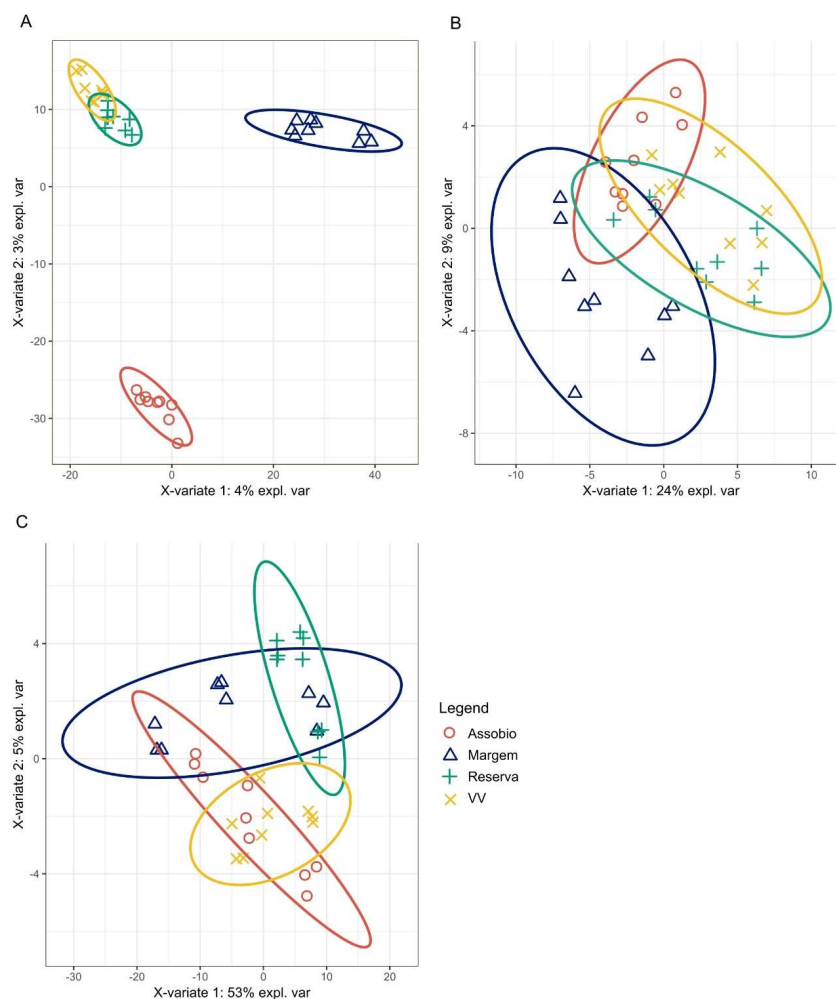 A
10
0
-10
-20
-30
-20
0
20
40
X-variate 2: 3% expl. var
X-variate 1: 4% expl. var
B
4
0
-4
-8
-10
-5
0
5
10
X-variate 2: 9% expl. var
X-variate 1: 24% expl. var
C
4
0
-4
-30
-20
-10
0
10
20
X-variate 2: 5% expl. var
X-variate 1: 53% expl. var
Legend
Assobio
Margem
Reserva
VV